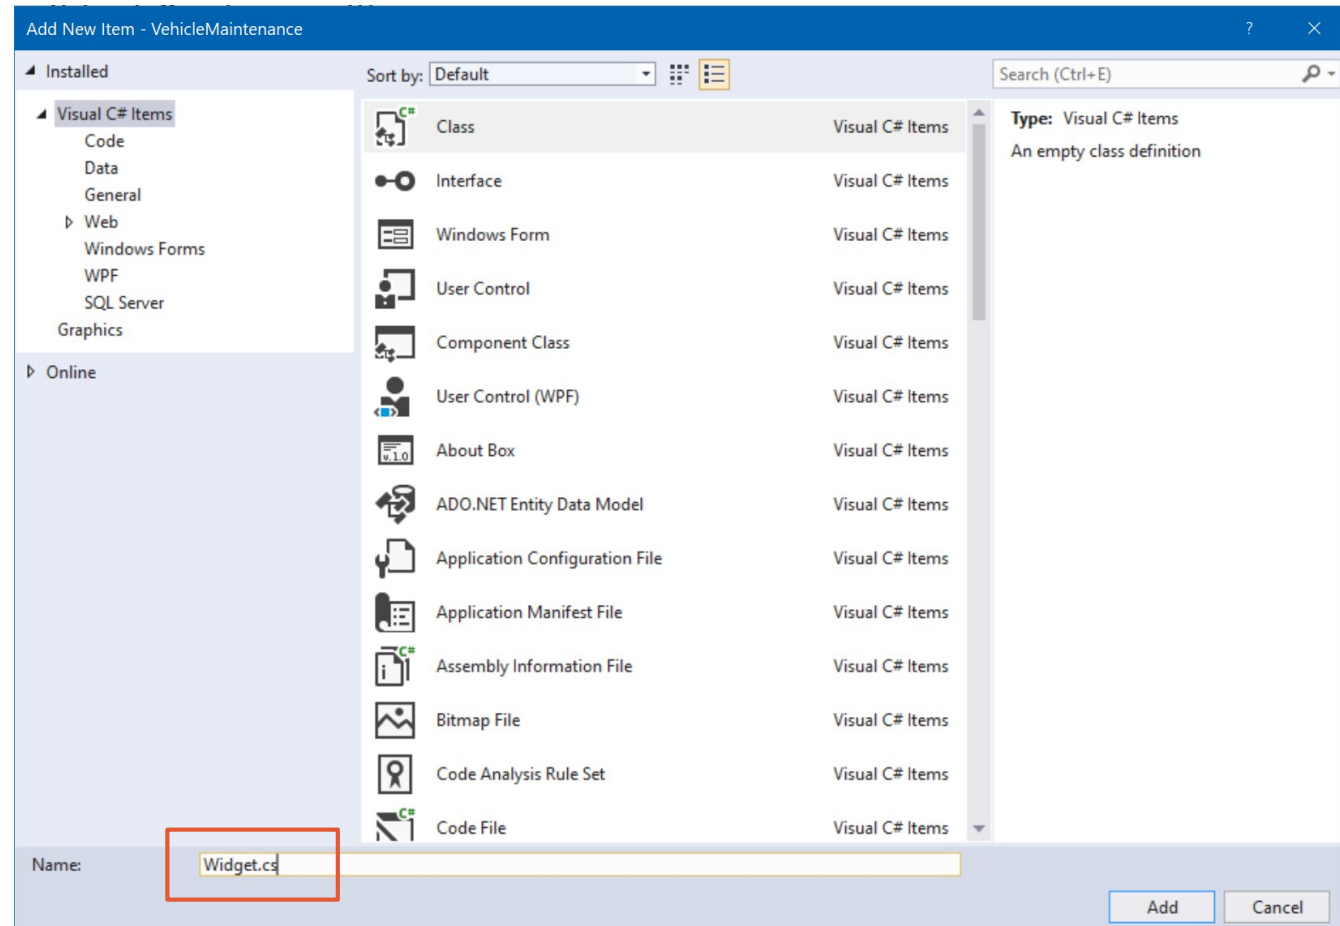 Add New Item - VehicleMaintenance
?
Installed
Sort by: Default
Search (Ctrl+E)
Visual C# Items
Code
Data
General
Web
Windows Forms
WPF
SQL Server
Graphics
Online
Class Visual C# Items
Interface Visual C# Items
Windows Form Visual C# Items
User Control Visual C# Items
Component Class Visual C# Items
User Control (WPF) Visual C# Items
v.1.0 About Box Visual C# Items
ADO.NET Entity Data Model Visual C# Items
Application Configuration File Visual C# Items
Application Manifest File Visual C# Items
C# Assembly Information File Visual C# Items
Bitmap File Visual C# Items
Code Analysis Rule Set Visual C# Items
C# Code File Visual C# Items
Type: Visual C# Items
An empty class definition
Name: Widget.cs
Add Cancel